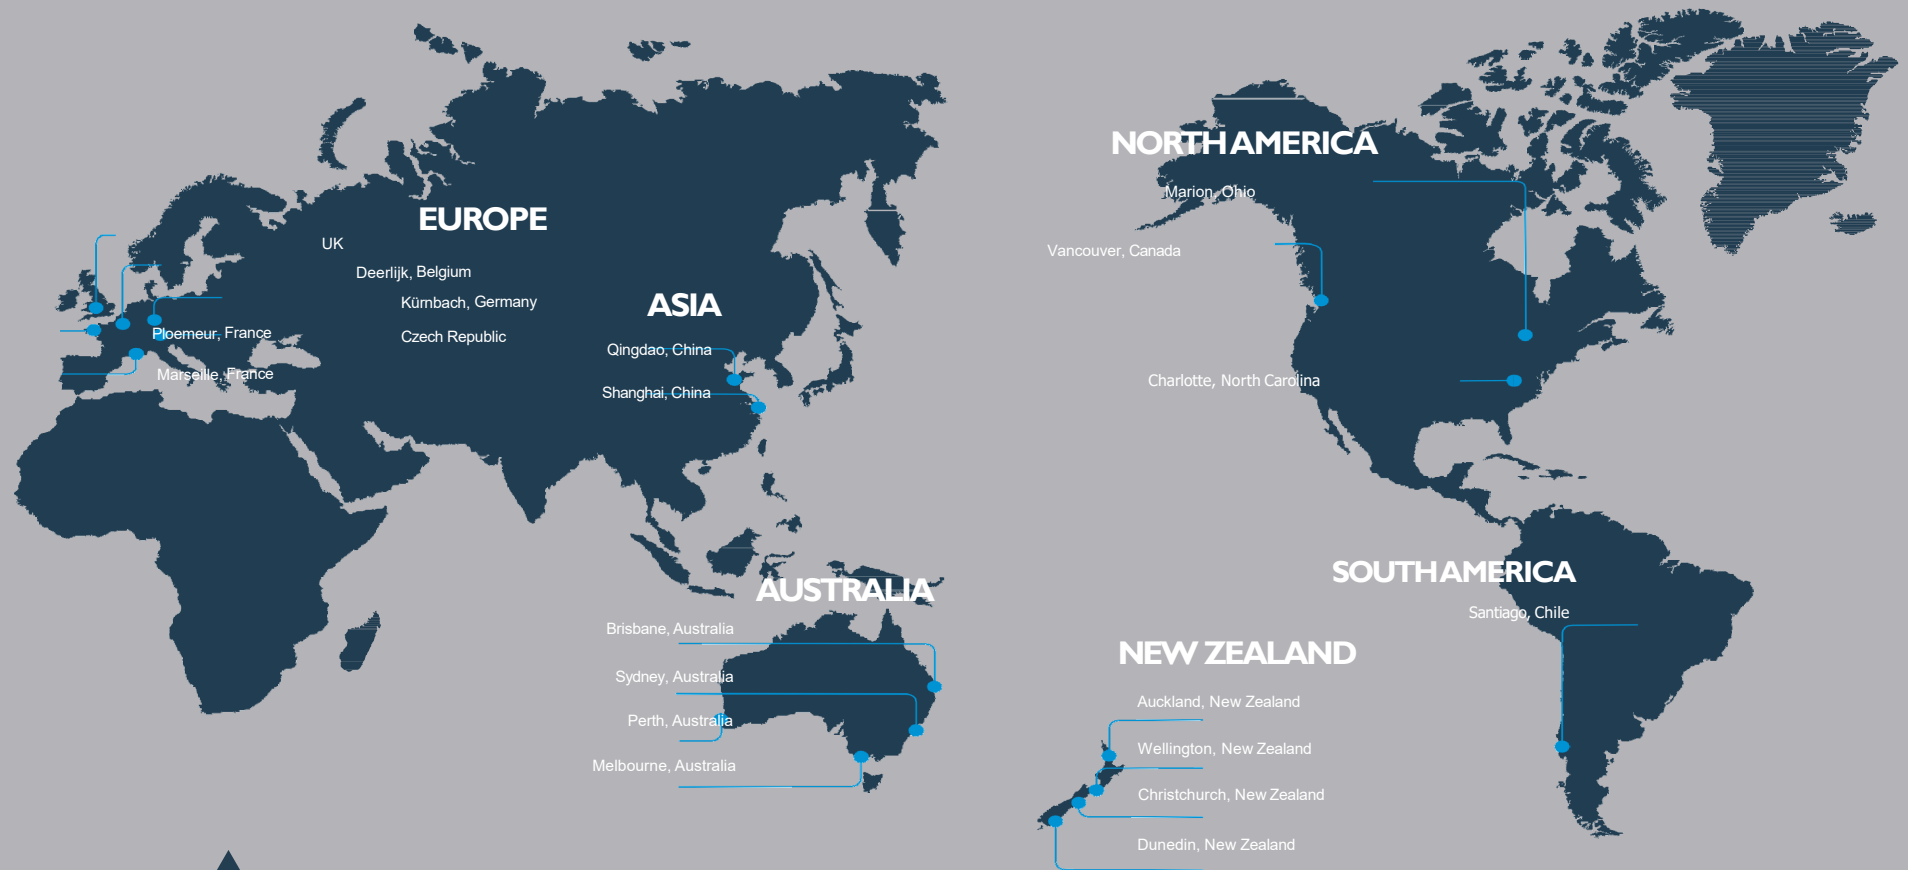 EUROPE
UK
Deerlijk, Belgium
Kürnbach, Germany
Czech Republic
Ploemeur, France
Marseille, France
ASIA
Qingdao, China
Shanghai, China
AUSTRALIA
Brisbane, Australia
Sydney, Australia
Perth, Australia
Melbourne, Australia
NORTH AMERICA
Marion, Ohio
Vancouver, Canada
Charlotte, North Carolina
SOUTH AMERICA
Santiago, Chile
NEW ZEALAND
Auckland, New Zealand
Wellington, New Zealand
Christchurch, New Zealand
Dunedin, New Zealand